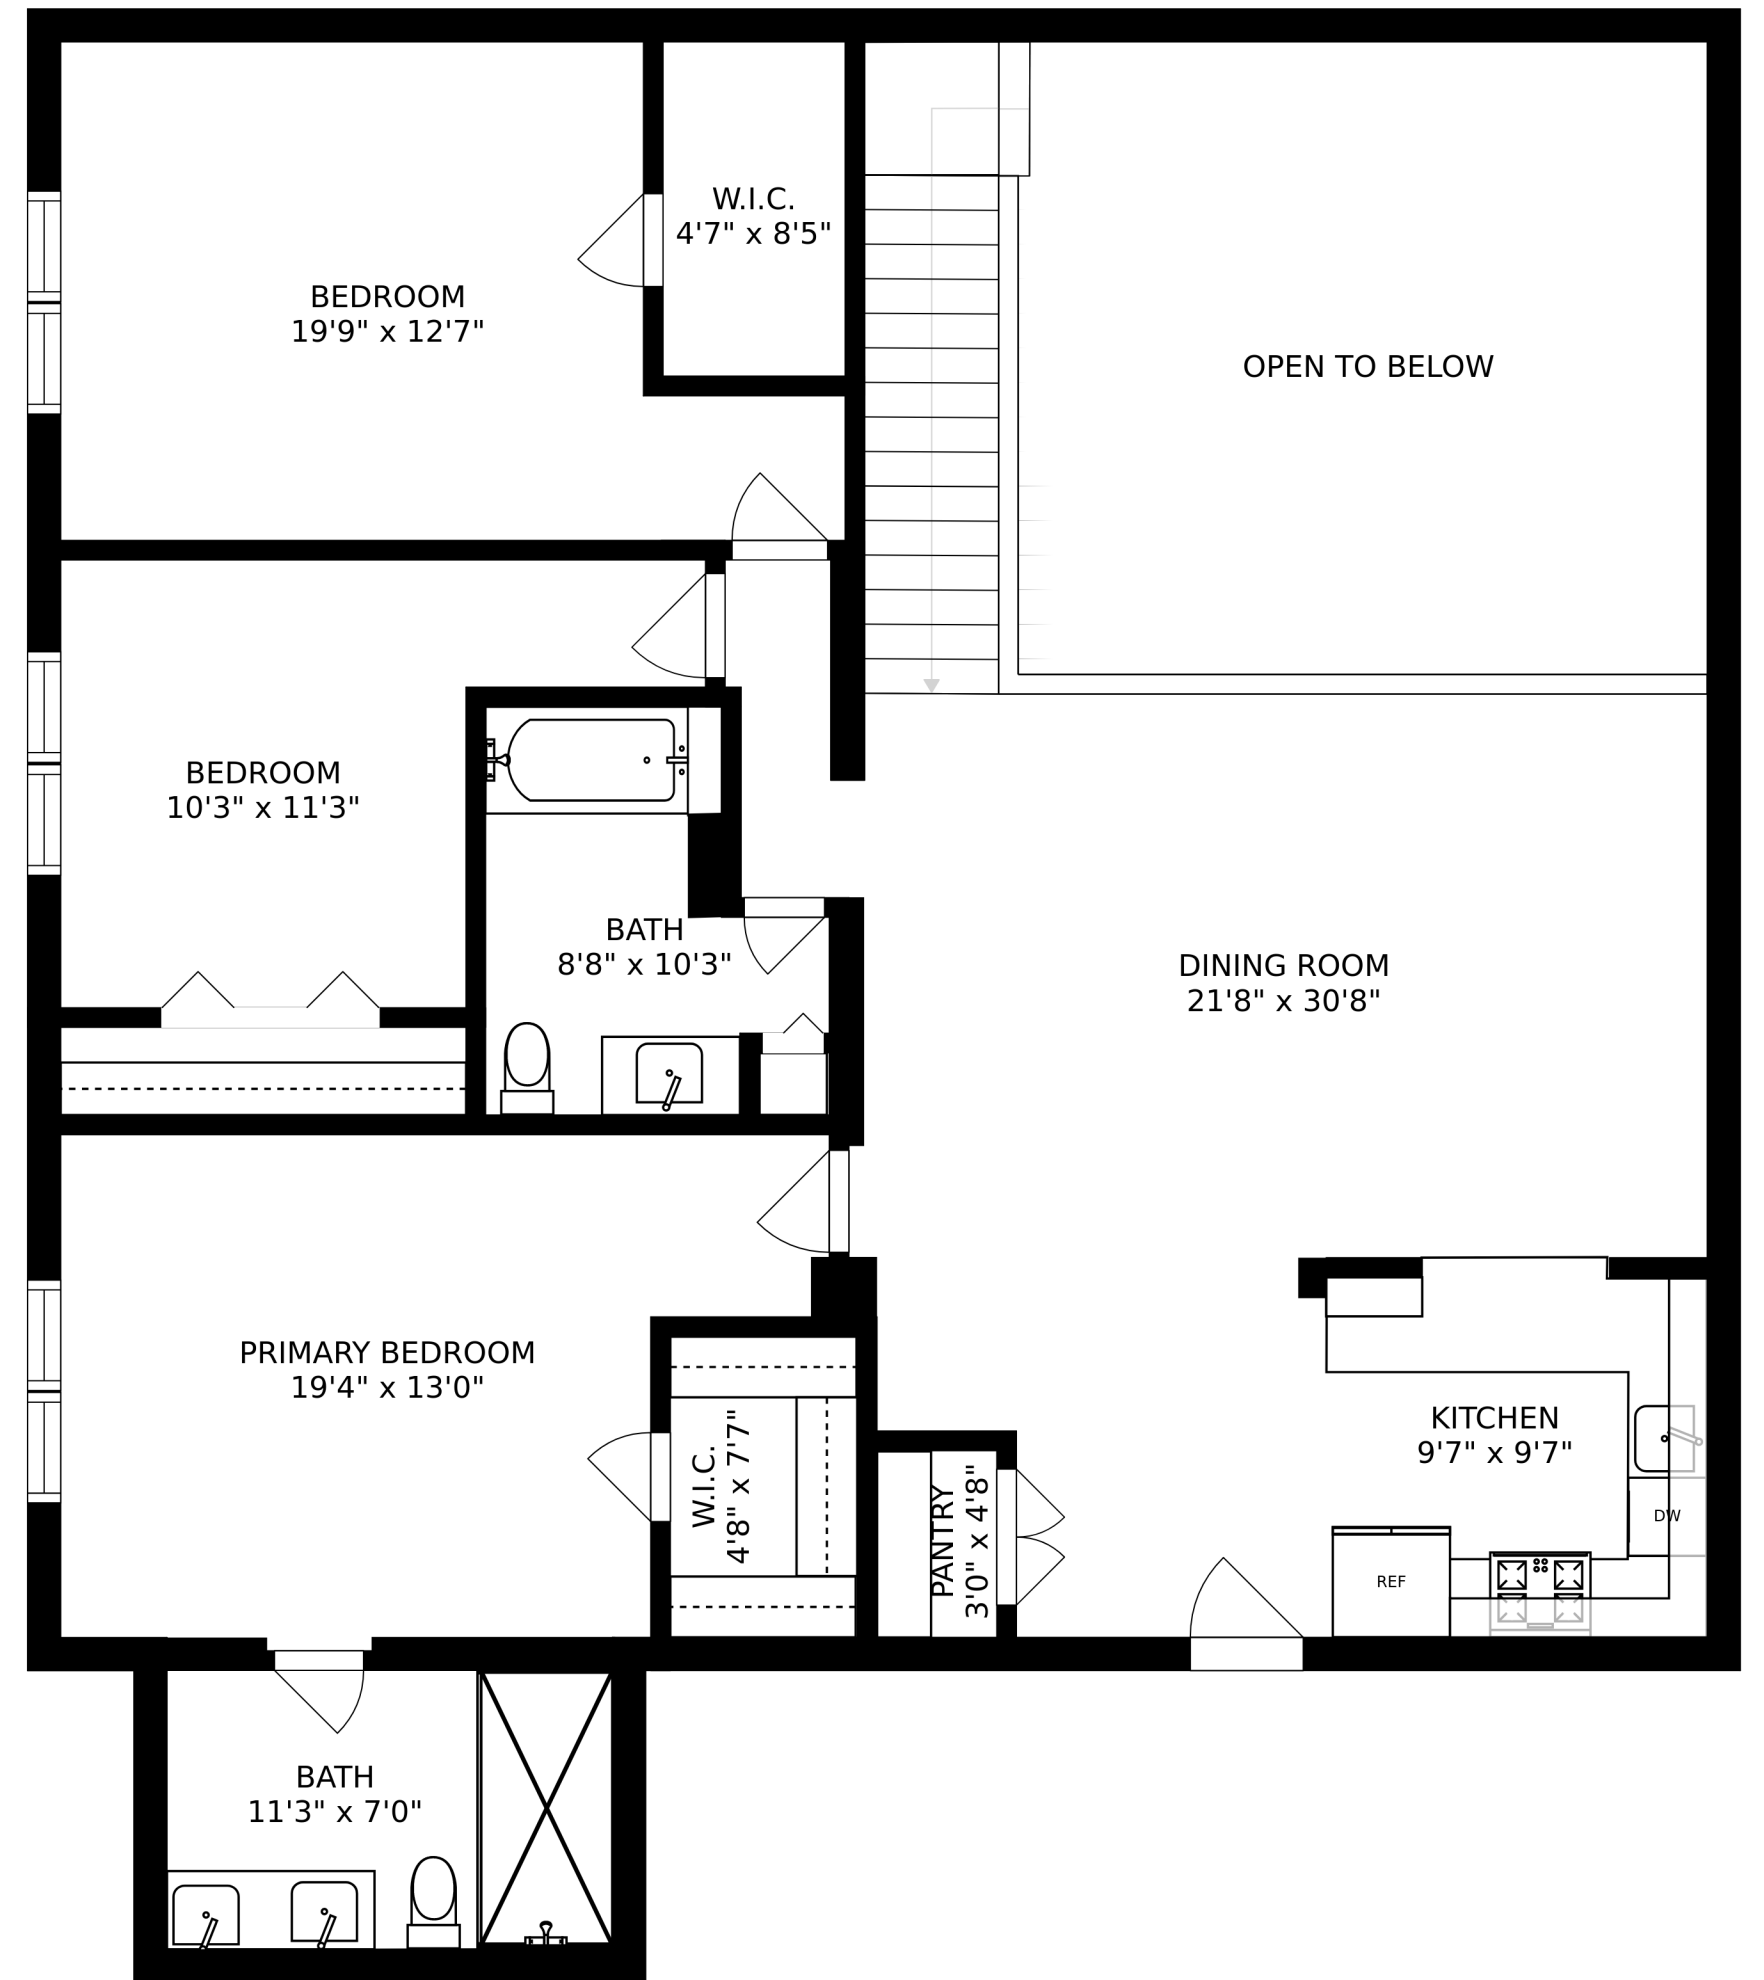 W.I.C.
4'7" x 8'5"
BEDROOM
19'9" x 12'7"
OPEN TO BELOW
BEDROOM
10'3" x 11'3"
BATH
8'8" x 10'3"
DINING ROOM
21'8" x 30'8"
PRIMARY BEDROOM
19'4" x 13'0"
W.I.C.
4'8" x 7'7"
PANTRY
3'0" x 4'8"
KITCHEN
9'7" x 9'7"
DW
REF
BATH
11'3" x 7'0"